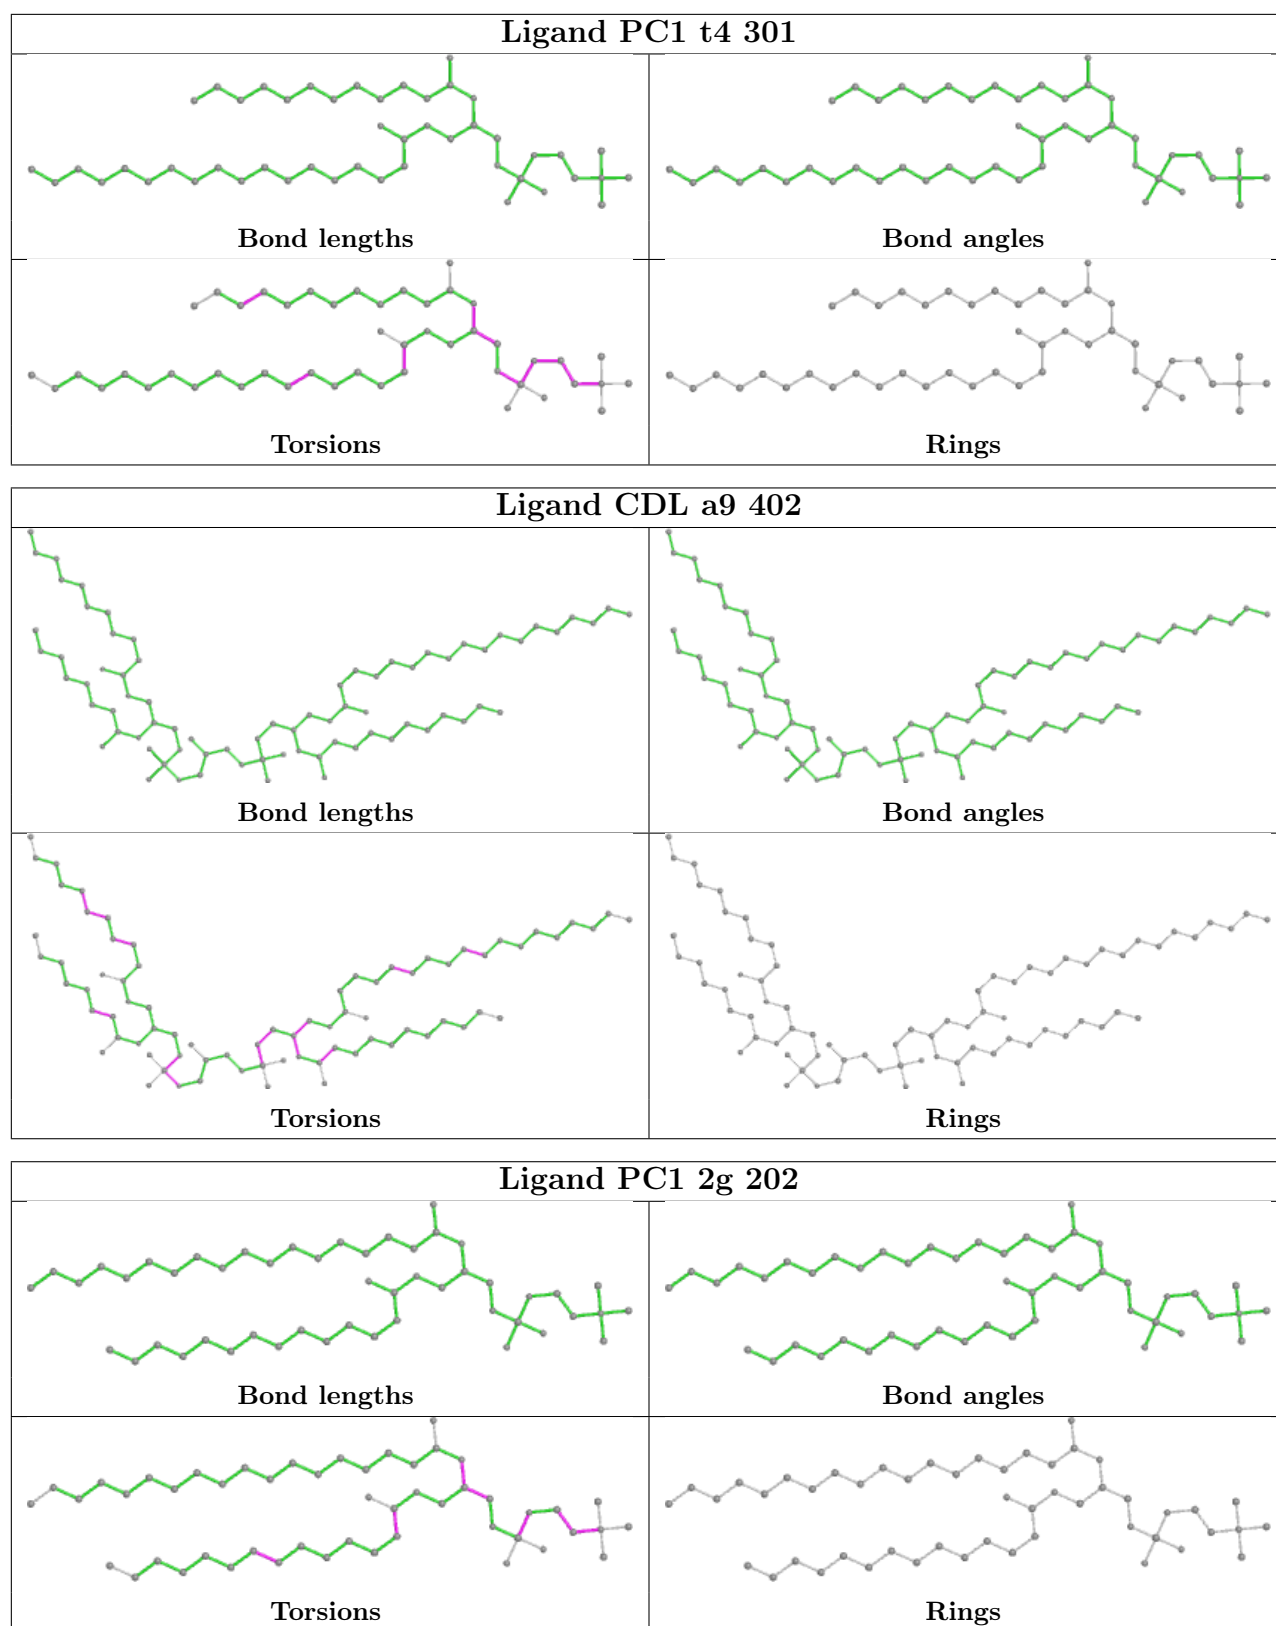 Ligand PC1 t4 301
Bond lengths
Bond angles
Torsions
Rings
Ligand CDL a9 402
Bond lengths
Bond angles
Torsions
Rings
Ligand PC1 2g 202
Bond lengths
Bond angles
Torsions
Rings